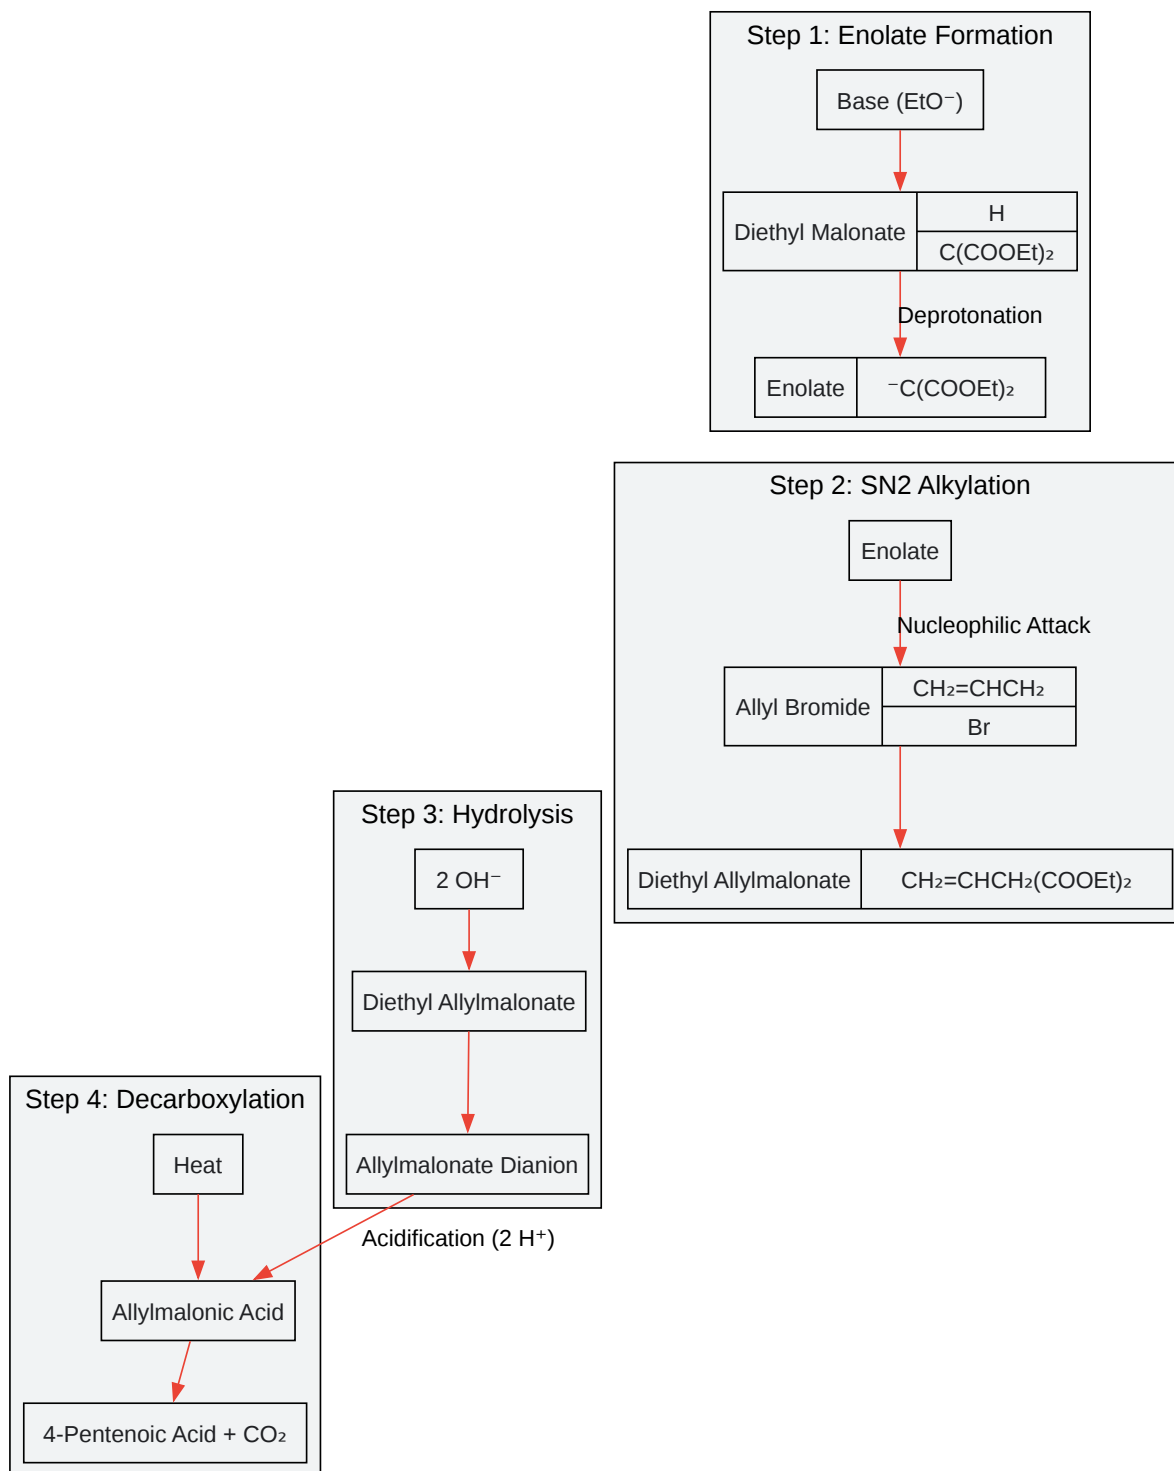 Step 1: Enolate Formation
Base (EtO⁻)
Diethyl Malonate
H
C(COOEt)₂
Deprotonation
Enolate
⁻C(COOEt)₂
Step 2: SN2 Alkylation
Enolate
Nucleophilic Attack
Allyl Bromide
CH₂=CHCH₂
Br
Diethyl Allylmalonate
CH₂=CHCH₂(COOEt)₂
Step 3: Hydrolysis
2 OH⁻
Diethyl Allylmalonate
Allylmalonate Dianion
Acidification (2 H⁺)
Step 4: Decarboxylation
Heat
Allylmalonic Acid
4-Pentenoic Acid + CO₂